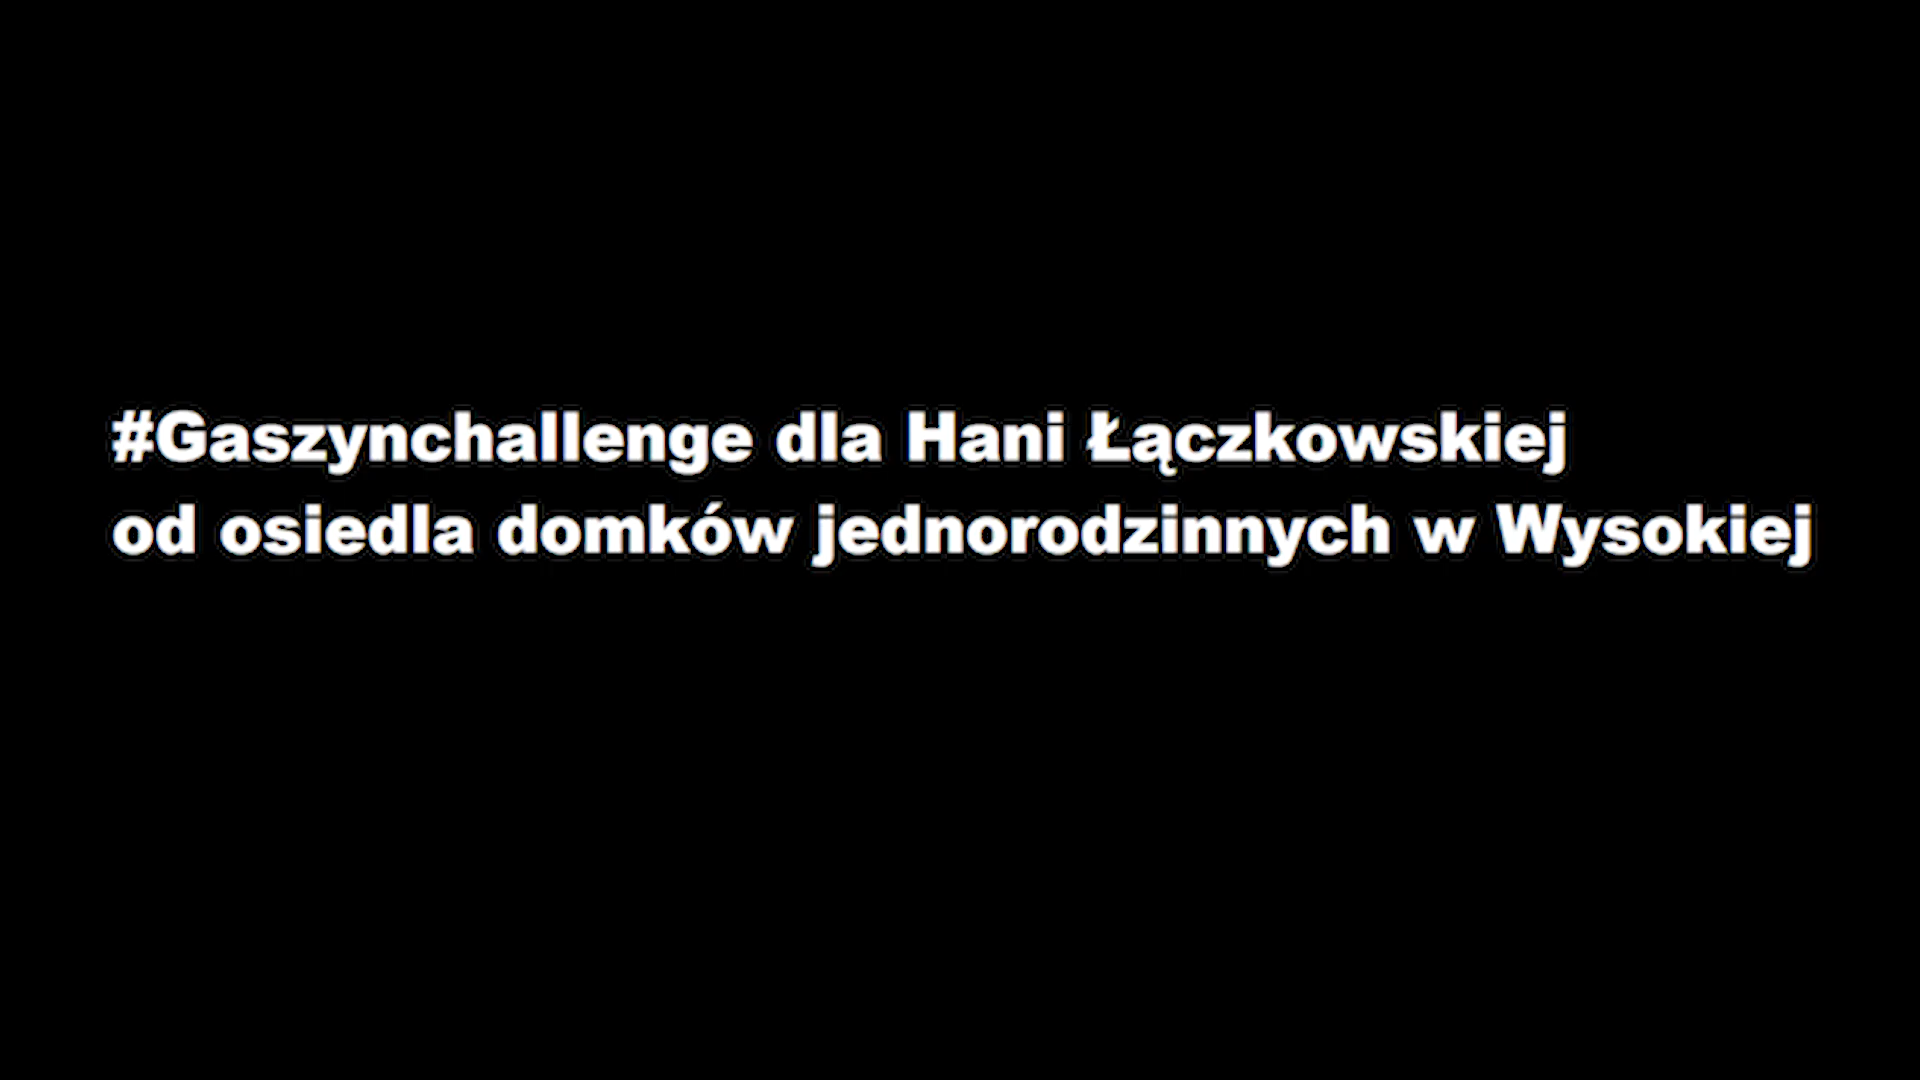 #Gaszynchallenge dla Hani Łączkowskiej
od osiedla domków jednorodzinnych w Wysokiej